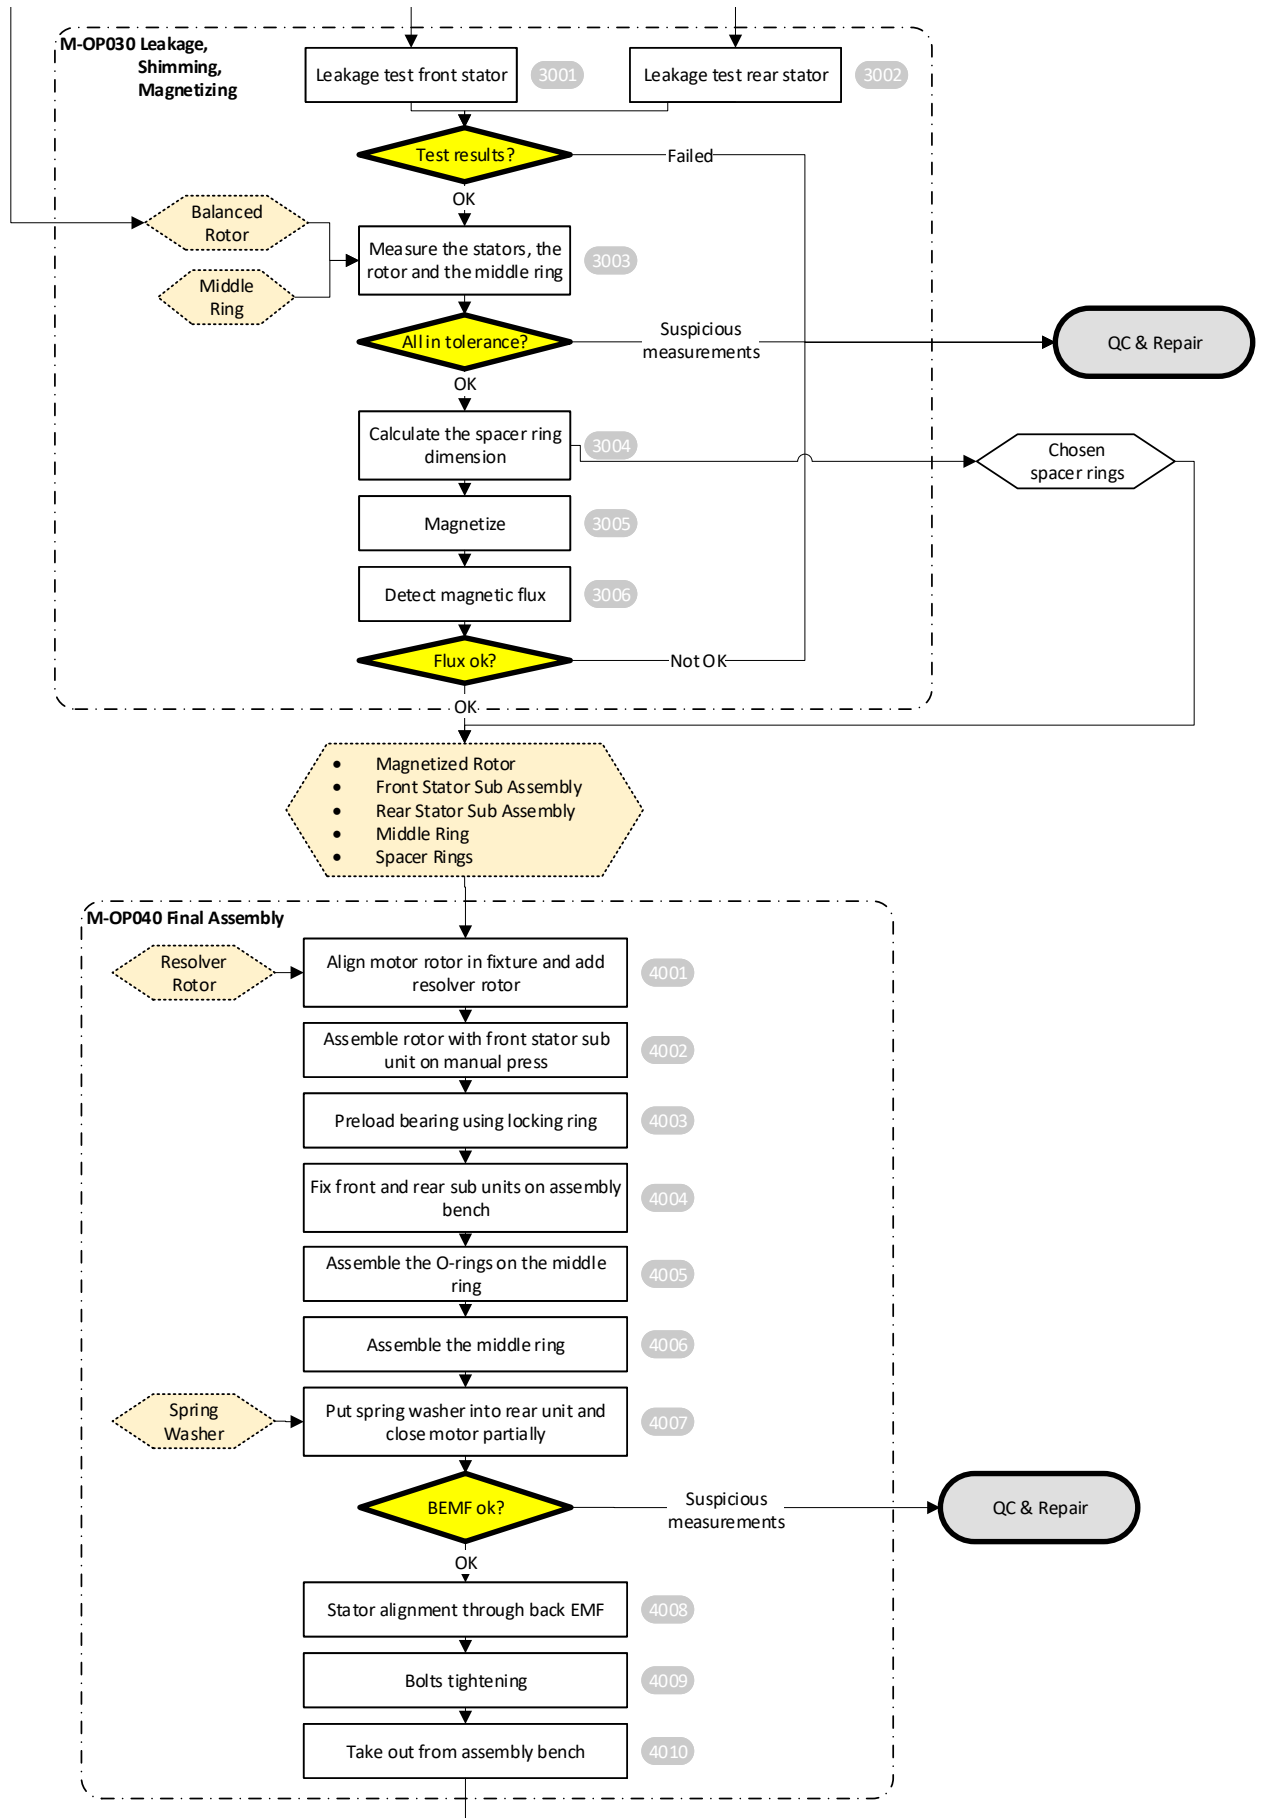 M-OP030 Leakage,
Shimming,
Magnetizing
Leakage test front stator
3001
Leakage test rear stator
3002
Test results?
Failed
OK
Balanced
Rotor
Measure the stators, the
rotor and the middle ring
3003
Middle
Ring
All in tolerance?
Suspicious
measurements
QC & Repair
OK
Calculate the spacer ring
dimension
3004
Chosen
spacer rings
Magnetize
3005
Detect magnetic flux
3006
Flux ok?
Not OK
OK
• Magnetized Rotor
• Front Stator Sub Assembly
• Rear Stator Sub Assembly
• Middle Ring
• Spacer Rings
M-OP040 Final Assembly
Resolver
Rotor
Align motor rotor in fixture and add
resolver rotor
4001
Assemble rotor with front stator sub
unit on manual press
4002
Preload bearing using locking ring
4003
Fix front and rear sub units on assembly
bench
4004
Assemble the O-rings on the middle
ring
4005
Assemble the middle ring
4006
Spring
Washer
Put spring washer into rear unit and
close motor partially
4007
BEMF ok?
Suspicious
measurements
QC & Repair
OK
Stator alignment through back EMF
4008
Bolts tightening
4009
Take out from assembly bench
4010